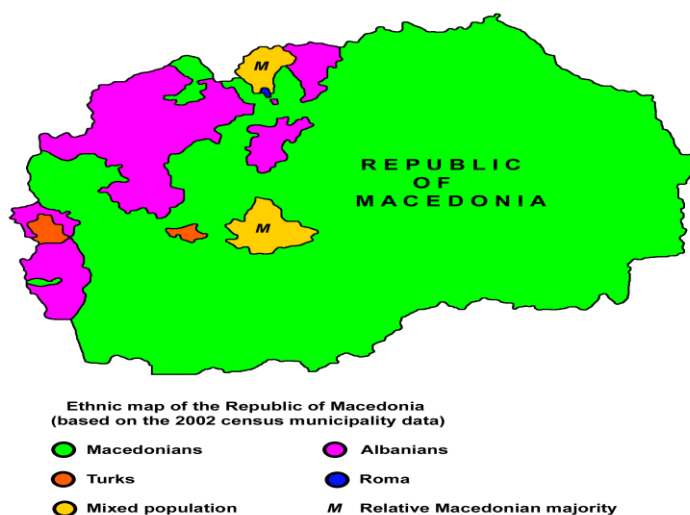 M
REPUBLIC
OF
MACEDONIA
M
Ethnic map of the Republic of Macedonia
(based on the 2002 census municipality data)
Macedonians
Albanians
Turks
Roma
Mixed population
M Relative Macedonian majority